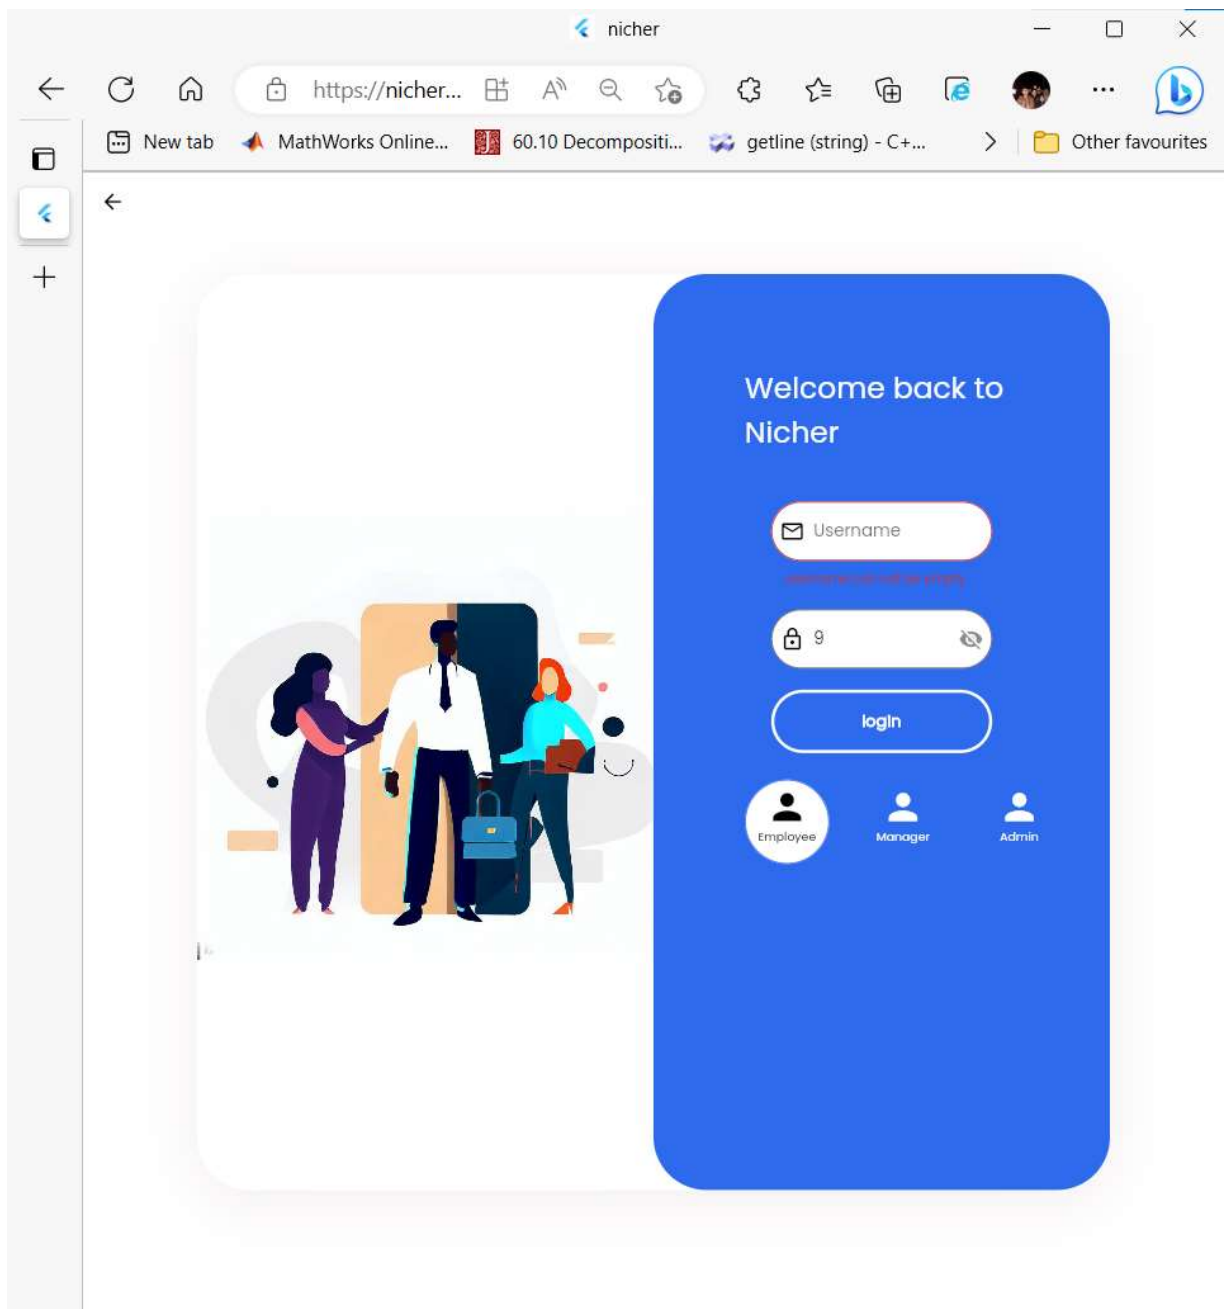 nicher
https://nicher...
New tab
MathWorks Online...
60.10 Decompositi...
getline (string) - C+...
Other favourites
Welcome back to
Nicher
Username
9
login
Employee
Manager
Admin